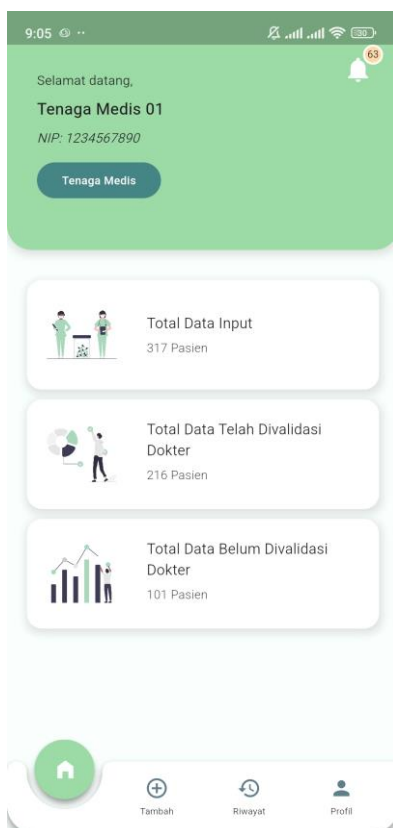 9:05
30
63
Selamat datang,
Tenaga Medis 01
NIP: 1234567890
Tenaga Medis
Total Data Input
317 Pasien
Total Data Telah Divalidasi
Dokter
216 Pasien
Total Data Belum Divalidasi
Dokter
101 Pasien
Tambah
Riwayat
Profil